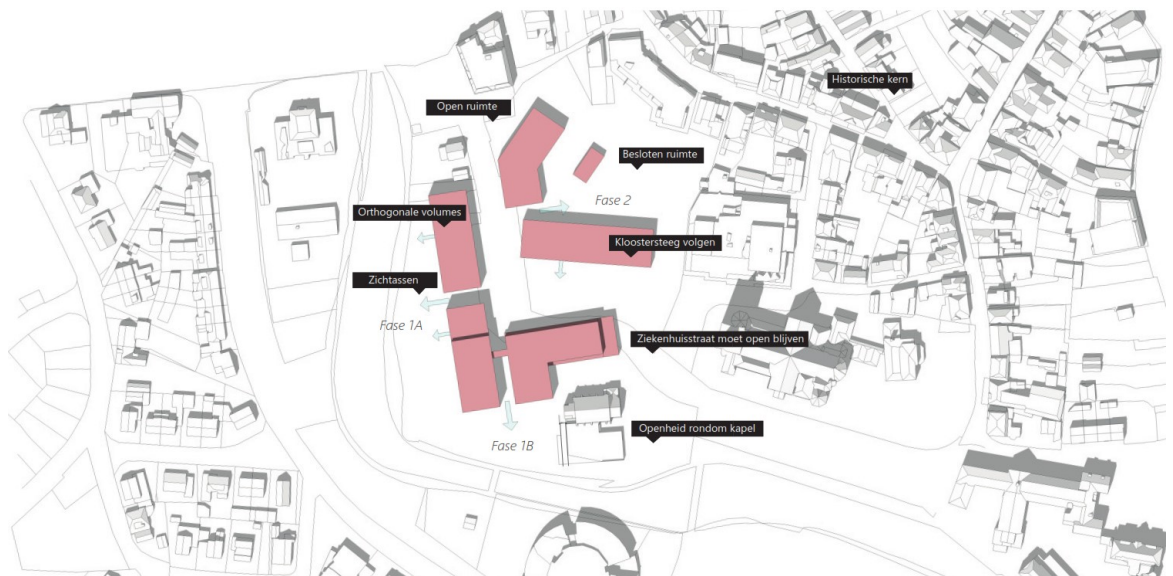 Historische kern
Open ruimte
Besloten ruimte
Fase 2
Orthogonale volumes
Kloostersteeg volgen
Zichtassen
Fase 1A
Ziekenhuisstraat moet open blijven
Openheid rondom kapel
Fase 1B